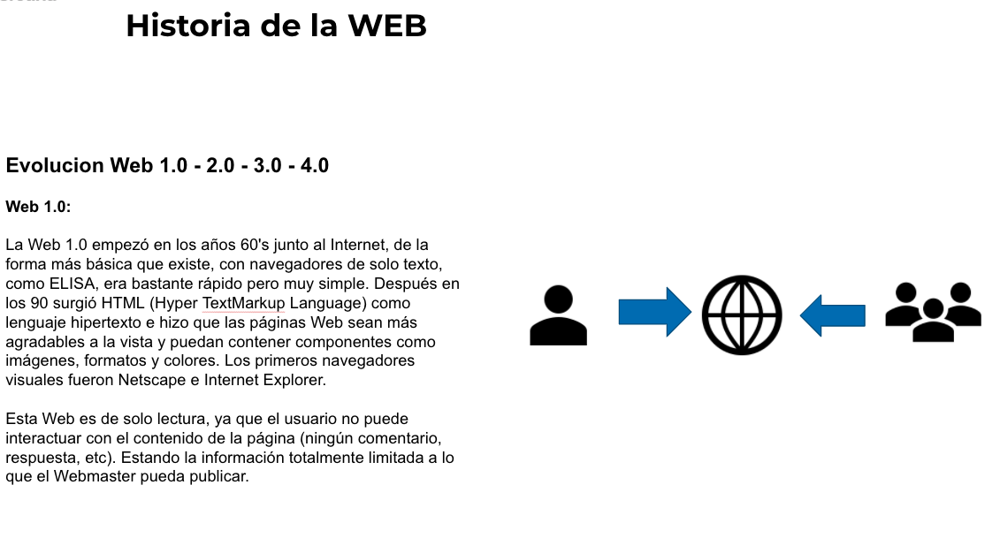 Historia de la WEB
Evolucion Web 1.0 - 2.0 - 3.0 - 4.0
Web 1.0:
La Web 1.0 empezó en los años 60's junto al Internet, de la
forma más básica que existe, con navegadores de solo texto,
como ELISA, era bastante rápido pero muy simple. Después en
los 90 surgió HTML (Hyper TextMarkup Language) como
lenguaje hipertexto e hizo que las páginas Web sean más
agradables a la vista y puedan contener componentes como
imágenes, formatos y colores. Los primeros navegadores
visuales fueron Netscape e Internet Explorer.
Esta Web es de solo lectura, ya que el usuario no puede
interactuar con el contenido de la página (ningún comentario,
respuesta, etc). Estando la información totalmente limitada a lo
que el Webmaster pueda publicar.